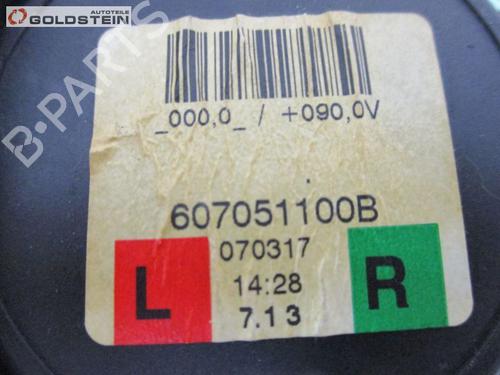 AUTOTEILE
GOLDSTEIN
_000,0_ / +090,0V
607051100B
070317
14:28
7.13
L
R
B-PARTS